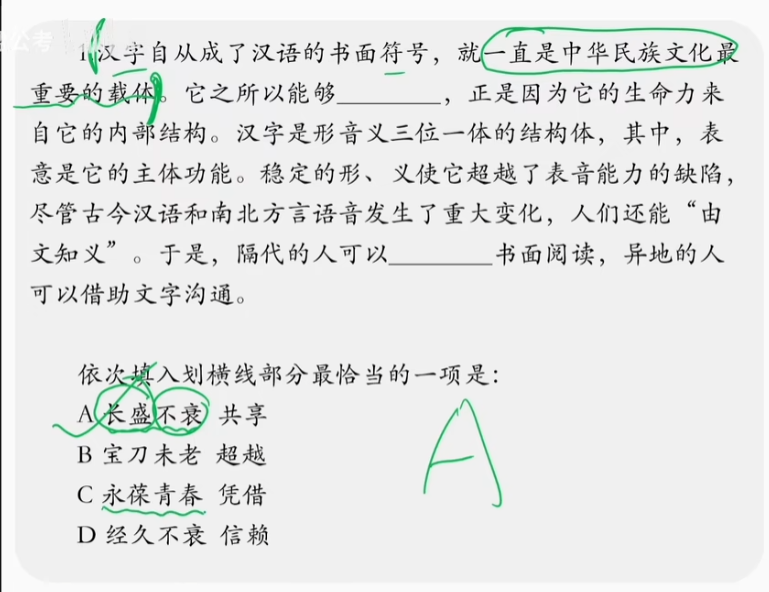 公考
1.汉字自从成了汉语的书面符号，就一直是中华民族文化最
重要的载体。它之所以能够________，正是因为它的生命力来
自它的内部结构。汉字是形音义三位一体的结构体，其中，表
意是它的主体功能。稳定的形、义使它超越了表音能力的缺陷，
尽管古今汉语和南北方言语音发生了重大变化，人们还能“由
文知义”。于是，隔代的人可以________书面阅读，异地的人
可以借助文字沟通。
依次填入划横线部分最恰当的一项是：
A 长盛不衰 共享
B 宝刀未老 超越
C 永葆青春 凭借
D 经久不衰 信赖
A